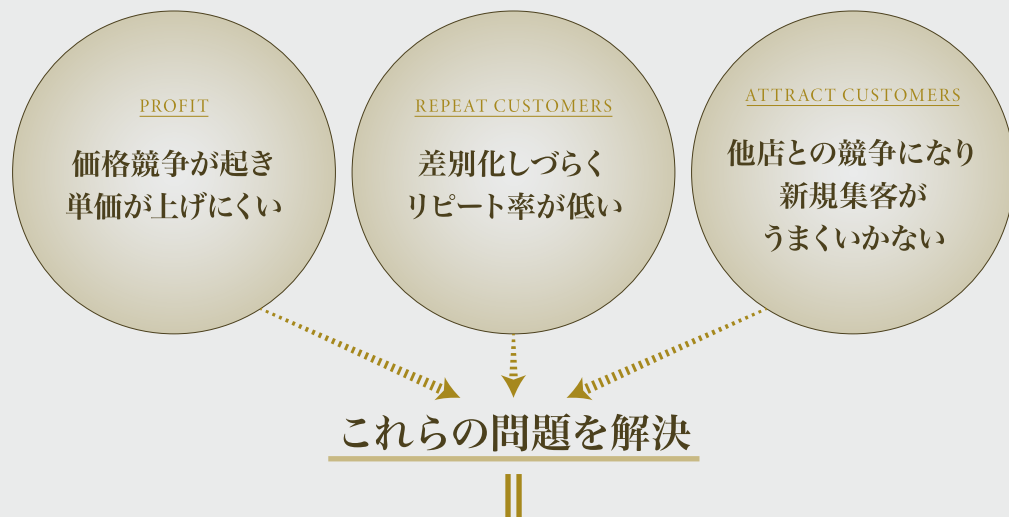 PROFIT
価格競争が起き
単価が上げにくい
REPEAT CUSTOMERS
差別化しづらく
リピート率が低い
ATTRACT CUSTOMERS
他店との競争になり
新規集客が
うまくいかない
これらの問題を解決